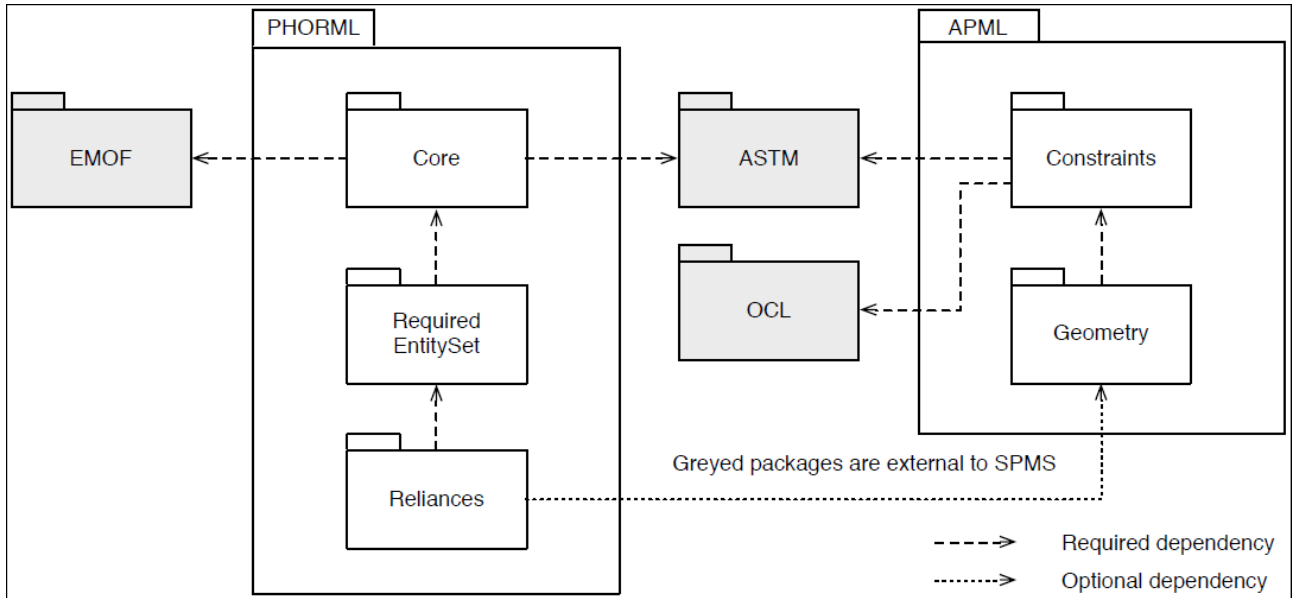 PHORML
APML
EMOF
Core
ASTM
Constraints
Required
EntitySet
OCL
Geometry
Reliances
Greyed packages are external to SPMS
Required dependency
Optional dependency